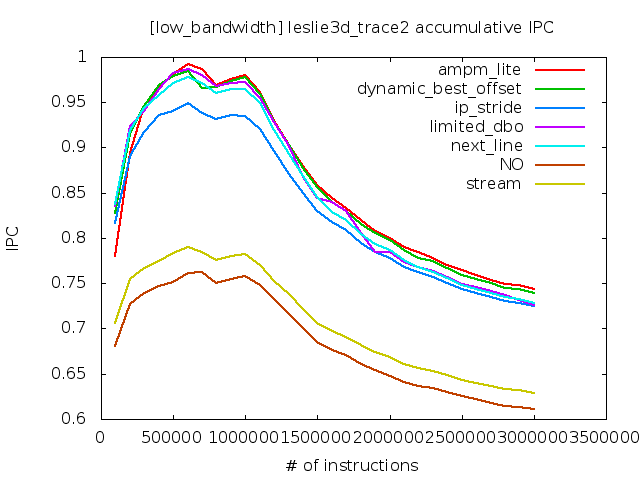 [low_bandwidth] leslie3d_trace2 accumulative IPC
1
0.95
0.9
0.85
0.8
0.75
0.7
0.65
0.6
IPC
ampm_lite
dynamic_best_offset
ip_stride
limited_dbo
next_line
NO
stream
0 500000 1000000 1500000 2000000 2500000 3000000 3500000
# of instructions